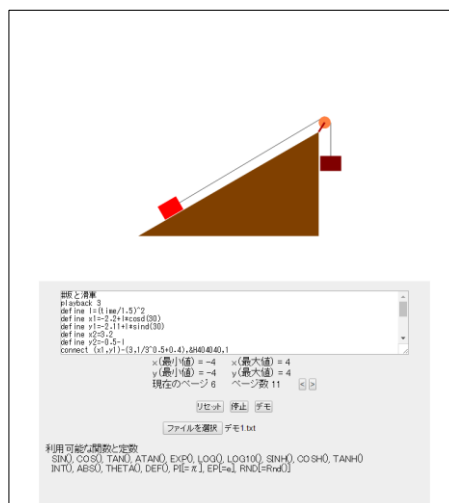 #坂と滑車
playback 3
define l=(time/1.5)^2
define x1=-2.2+l*cosd(30)
define y1=-2.11+l*sind(30)
define x2=3.2
define y2=-0.5-l
connect (x1,y1)-(3.1/3^0.5+0.4),&H404040,1
x(最小値) = -4 x(最大値) = 4
y(最小値) = -4 y(最大値) = 4
現在のページ 6 ページ数 11 < >
リセット 停止 デモ
ファイルを選択 デモ1.txt
利用可能な関数と定数
SIN(), COS(), TAN(), ATAN(), EXP(), LOG(), LOG10(), SINH(), COSH(), TANH()
INT(), ABS(), THETA(), DEF(), PI[=π], EP[=e], RND[=Rnd()]